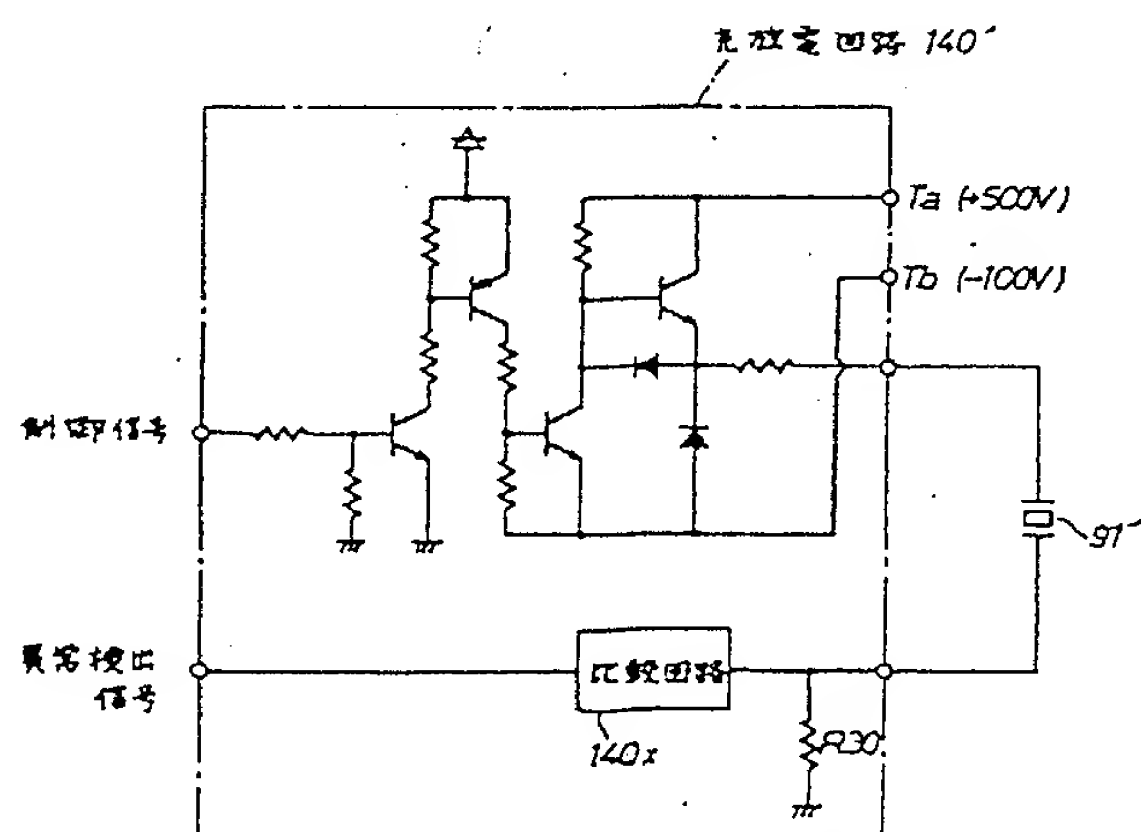 充放電回路 140´
Ta (+500V)
Tb (-100V)
制御信号
91´
異常検出
信号
比較回路
R30
140x